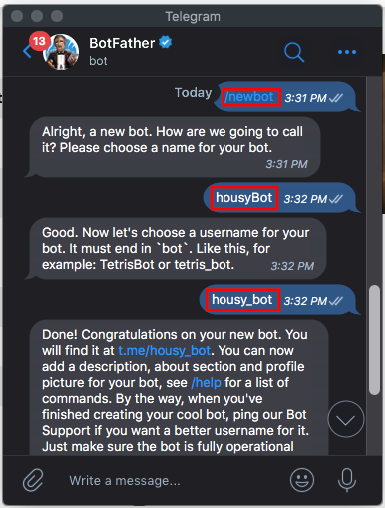 Telegram
13
BotFather
bot
Today
/newbot 3:31 PM
Alright, a new bot. How are we going to call
it? Please choose a name for your bot.
3:31 PM
housyBot 3:32 PM
Good. Now let's choose a username for your
bot. It must end in `bot`. Like this, for
example: TetrisBot or tetris_bot.
3:32 PM
housy_bot 3:32 PM
Done! Congratulations on your new bot. You
will find it at t.me/housy_bot. You can now
add a description, about section and profile
picture for your bot, see /help for a list of
commands. By the way, when you've
finished creating your cool bot, ping our Bot
Support if you want a better username for it.
Just make sure the bot is fully operational
Write a message...